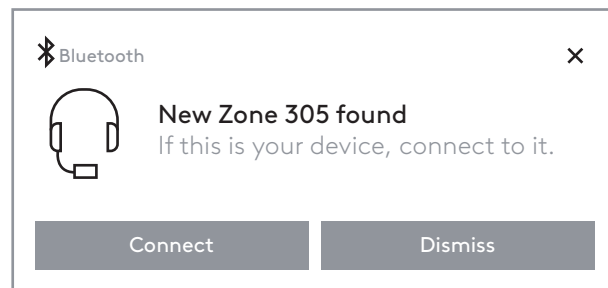 Bluetooth
New Zone 305 found
If this is your device, connect to it.
Connect
Dismiss